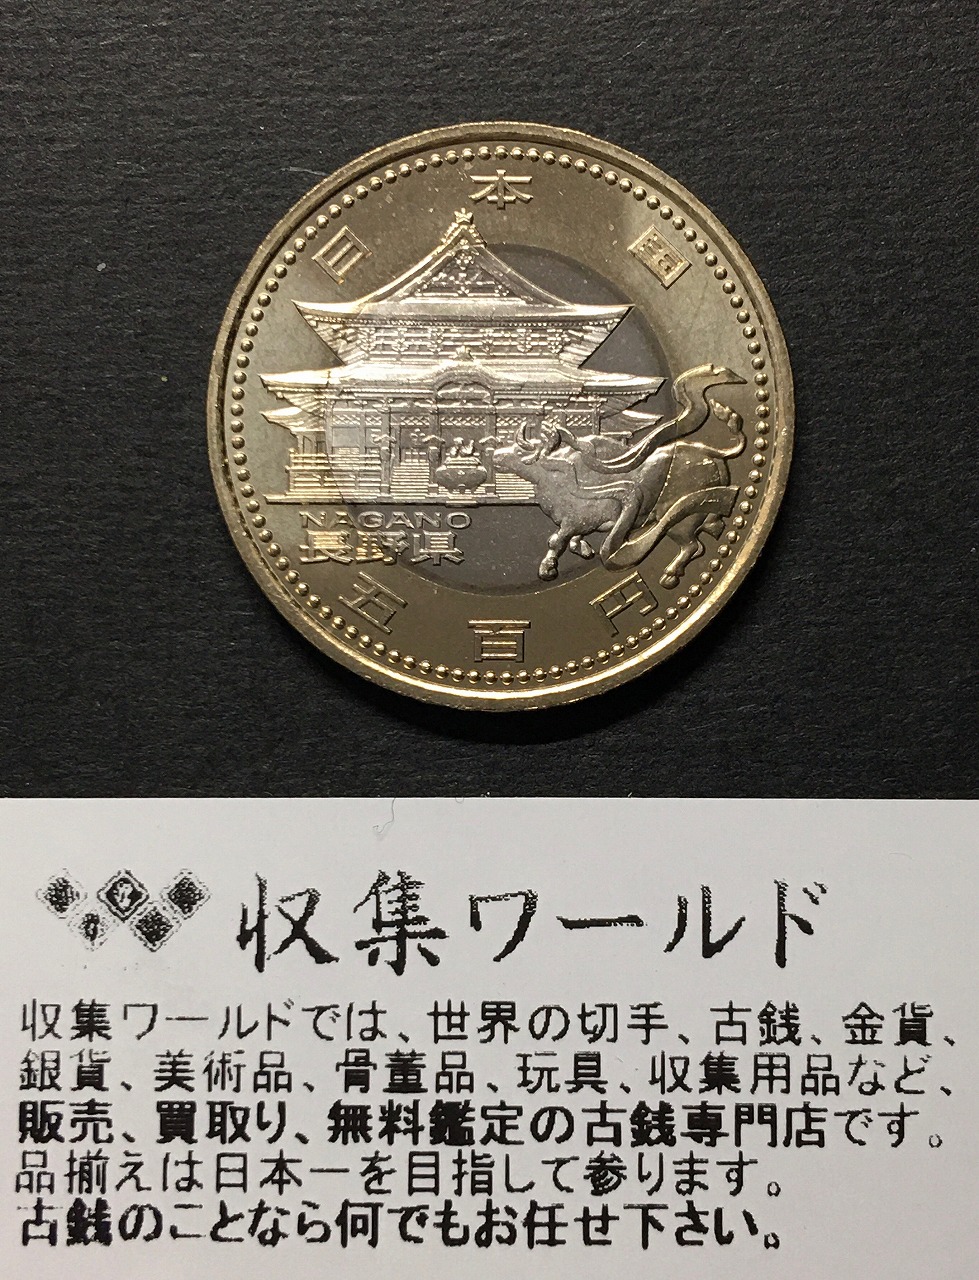 日本国
NAGANO
長野県
五百円
収集ワールド
収集ワールドでは、世界の切手、古銭、金貨、
銀貨、美術品、骨董品、玩具、収集用品など、
販売、買取り、無料鑑定の古銭専門店です。
品揃えは日本一を目指して参ります。
古銭のことなら何でもお任せ下さい。